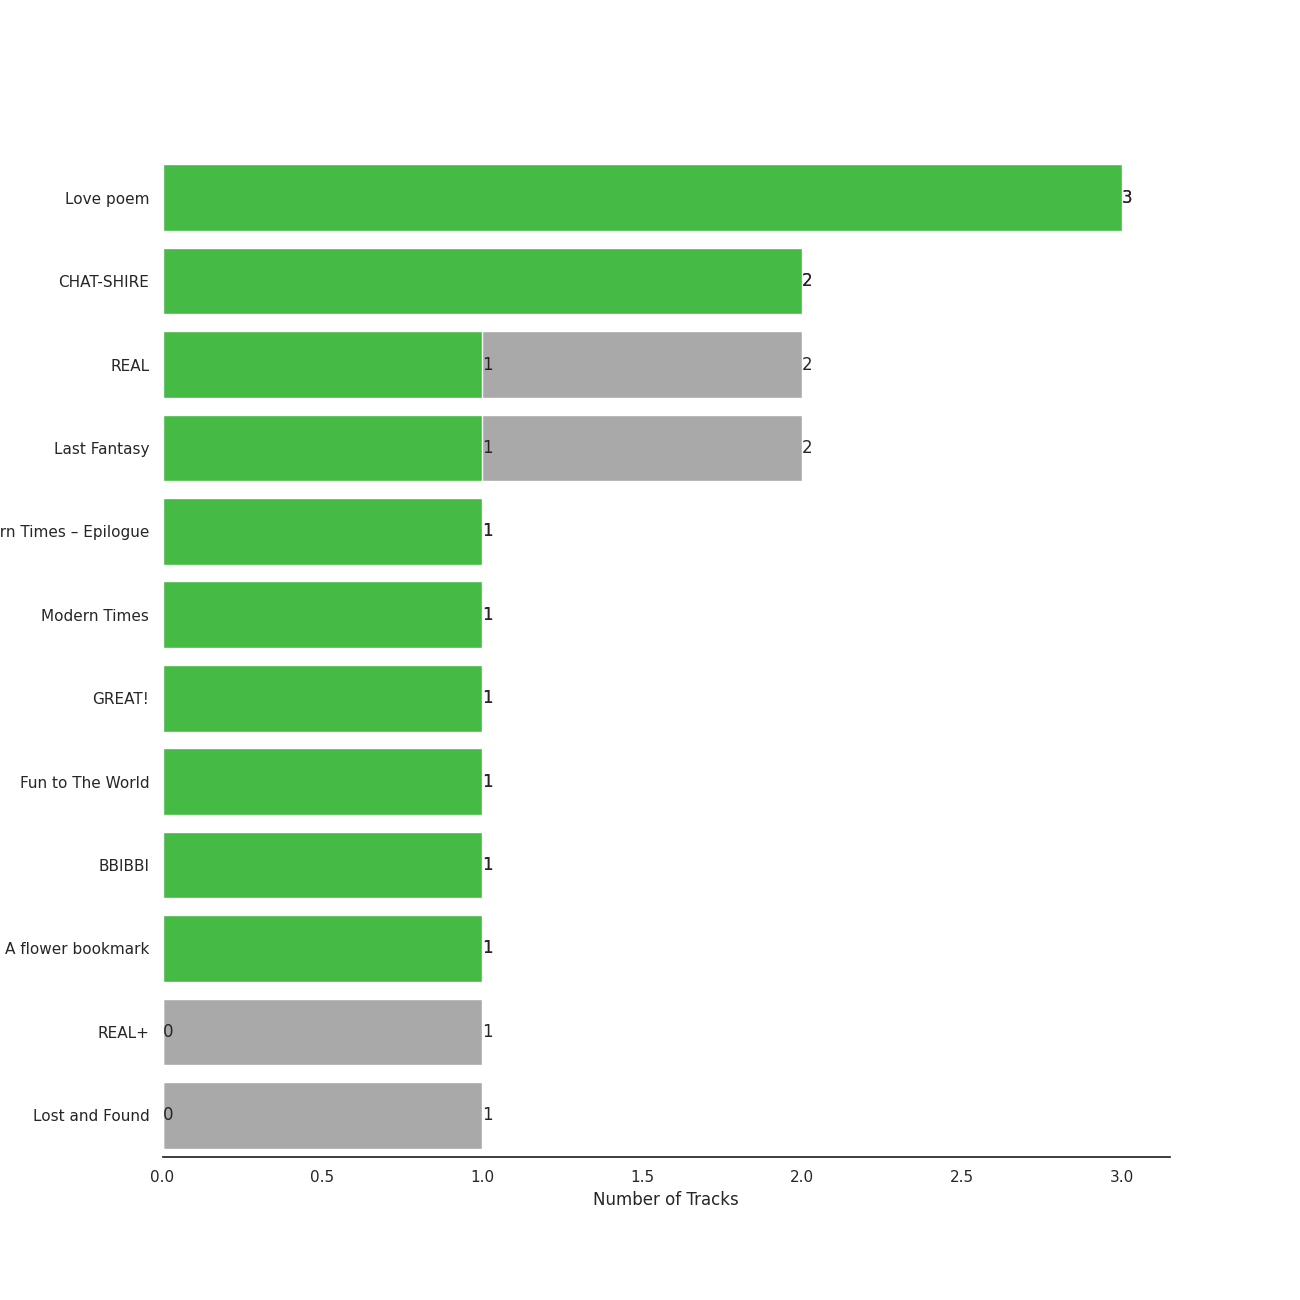 Love poem 3
CHAT-SHIRE 2
REAL 1 2
Last Fantasy 1 2
rn Times – Epilogue 1
Modern Times 1
GREAT! 1
Fun to The World 1
BBIBBI 1
A flower bookmark 1
REAL+ 0 1
Lost and Found 0 1
0.0 0.5 1.0 1.5 2.0 2.5 3.0
Number of Tracks